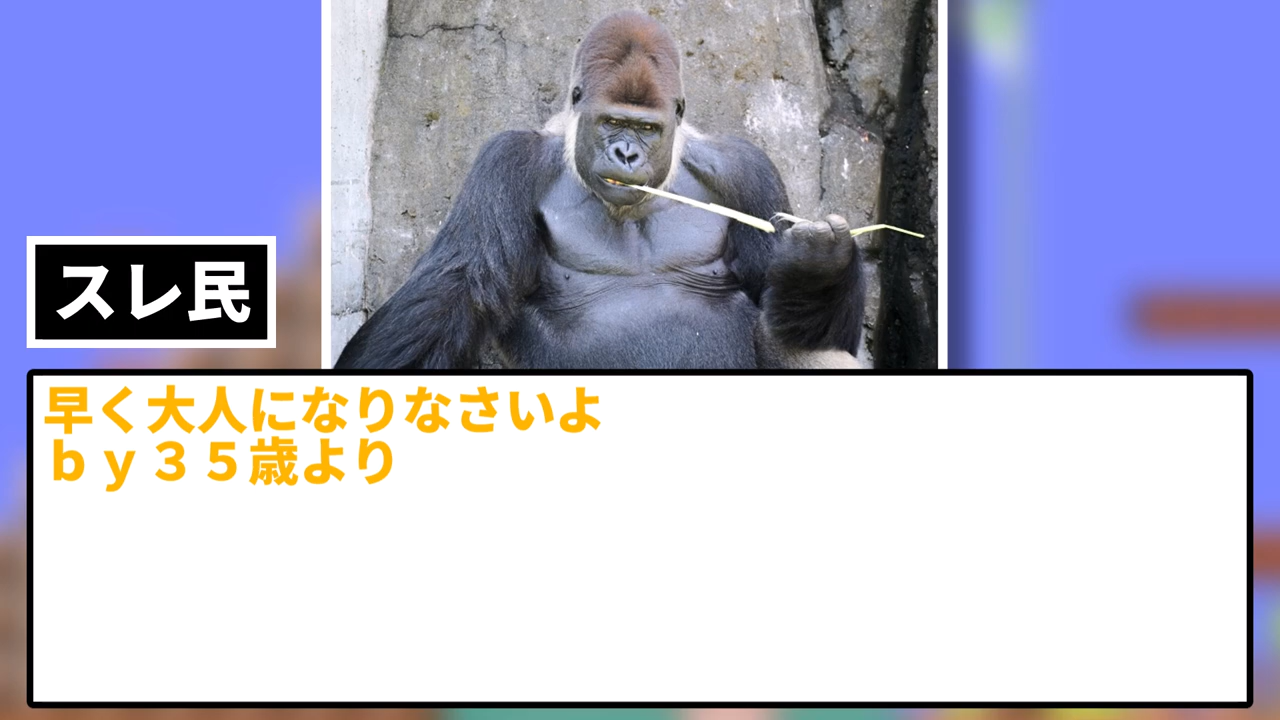 スレ民
早く大人になりなさいよ
ｂｙ３５歳より